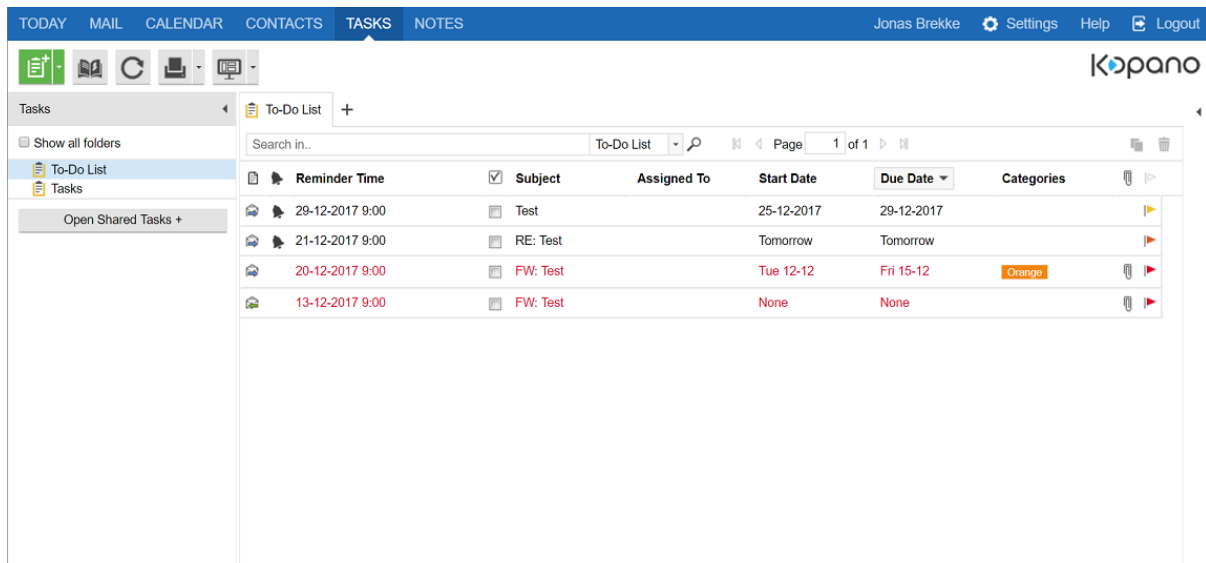 TODAY MAIL CALENDAR CONTACTS TASKS NOTES Jonas Brekke Settings Help Logout
Kopano
Tasks To-Do List +
Show all folders Search in.. To-Do List Page 1 of 1
To-Do List Reminder Time Subject Assigned To Start Date Due Date Categories
Tasks
Open Shared Tasks + 29-12-2017 9:00 Test 25-12-2017 29-12-2017
21-12-2017 9:00 RE: Test Tomorrow Tomorrow
20-12-2017 9:00 FW: Test Tue 12-12 Fri 15-12 Orange
13-12-2017 9:00 FW: Test None None